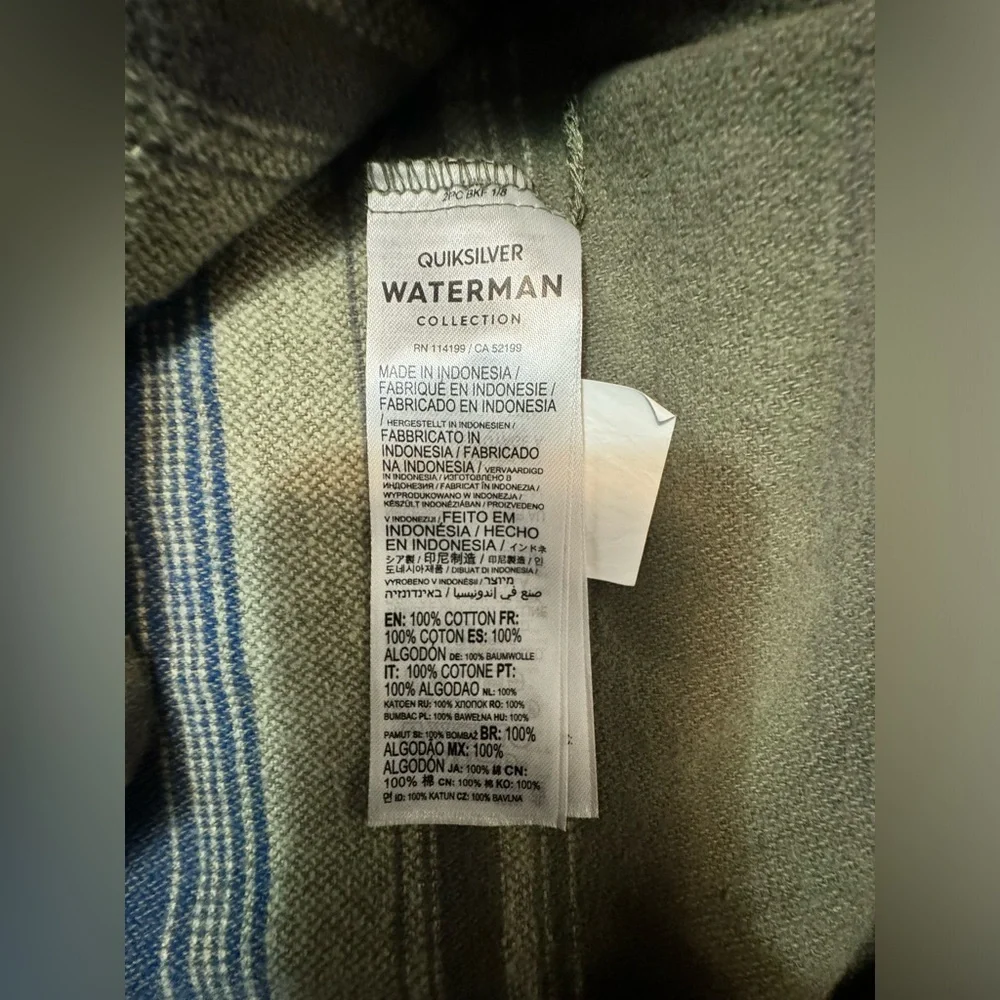 2PC BKF 1/8
QUIKSILVER
WATERMAN
COLLECTION
RN 114199 / CA 52199
MADE IN INDONESIA /
FABRIQUÉ EN INDONESIE /
FABRICADO EN INDONESIA
/ HERGESTELLT IN INDONESIEN /
FABBRICATO IN
INDONESIA / FABRICADO
NA INDONESIA / VERVAARDIGD
IN INDONESIA / ИЗГОТОВЛЕНО В
ИНДОНЕЗИЯ / FABRICAT ÎN INDONEZIA /
WYPRODUKOWANO W INDONEZJA /
KÉSZÜLT INDONÉZIÁBAN / PROIZVEDENO
V INDONEZIJI / FEITO EM
INDONÉSIA / HECHO
EN INDONESIA / インドネ
シア製 / 印尼制造 / 印尼製造 / 인
도네시아제품 / DIBUAT DI INDONESIA /
VYROBENO V INDONÉSII / מיוצר
באינדונזיה / صنع في إندونيسيا
EN: 100% COTTON FR:
100% COTON ES: 100%
ALGODÓN DE: 100% BAUMWOLLE
IT: 100% COTONE PT:
100% ALGODAO NL: 100%
KATOEN RU: 100% ХЛОПОК RO: 100%
BUMBAC PL: 100% BAWEŁNA HU: 100%
PAMUT SI: 100% BOMBAŽ BR: 100%
ALGODÃO MX: 100%
ALGODÓN JA: 100% 綿 CN:
100% 棉 CN: 100% 棉 KO: 100%
면 ID: 100% KATUN CZ: 100% BAVLNA